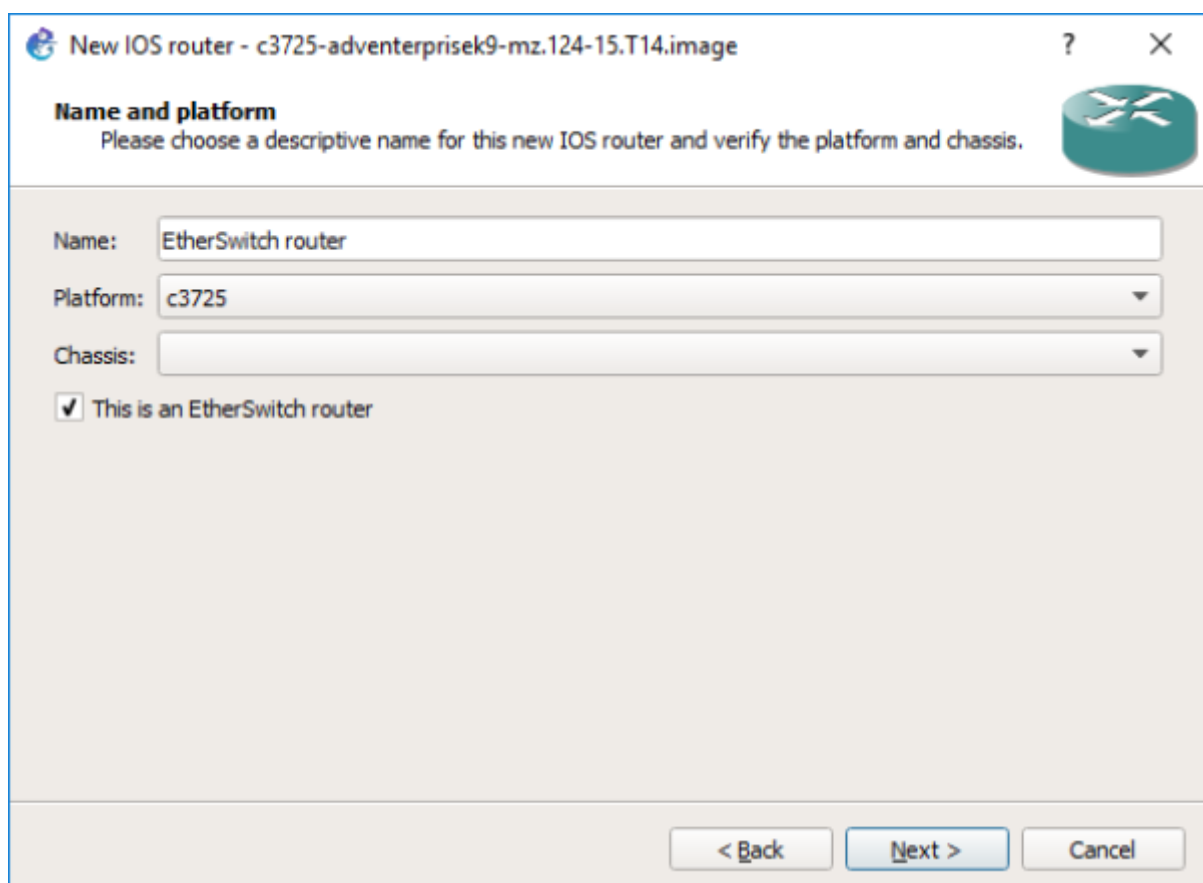 New IOS router - c3725-adventerprisek9-mz.124-15.T14.image
Name and platform
Please choose a descriptive name for this new IOS router and verify the platform and chassis.
Name: EtherSwitch router
Platform: c3725
Chassis:
This is an EtherSwitch router
< Back Next > Cancel